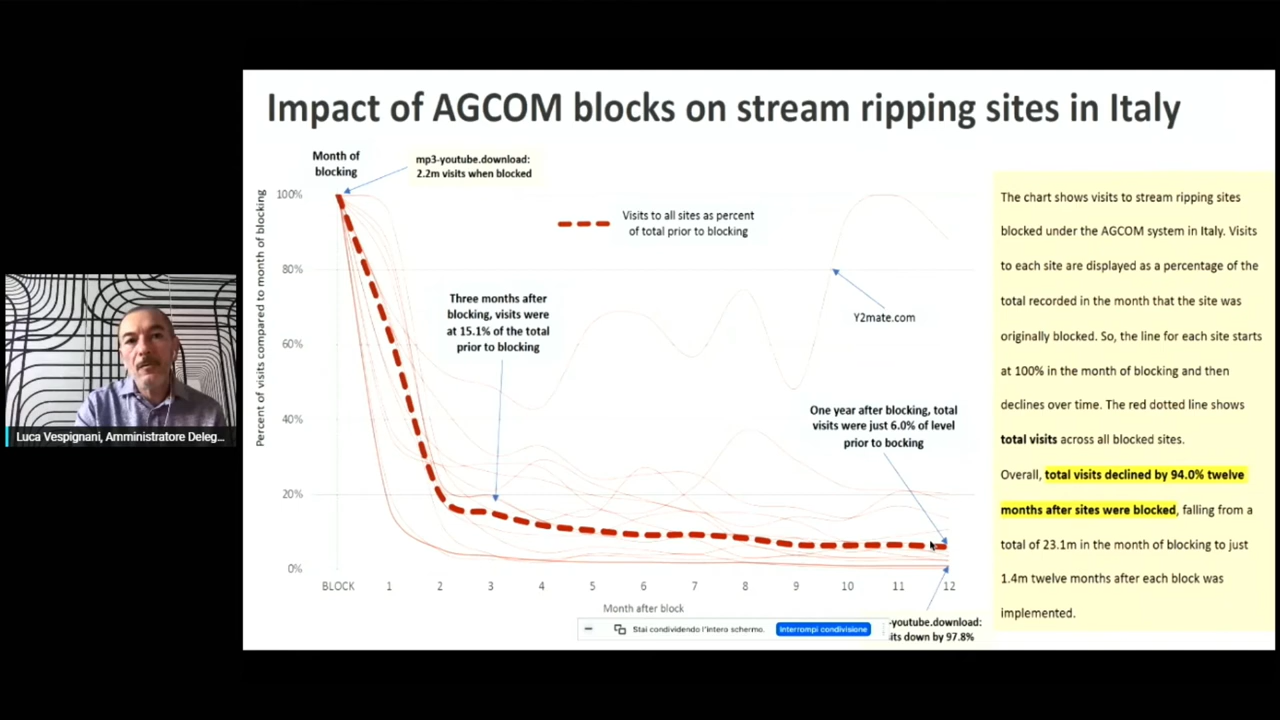 Impact of AGCOM blocks on stream ripping sites in Italy
Month of
blocking
mp3-youtube.download:
2.2m visits when blocked
Percent of visits compared to month of blocking
100%
80%
60%
40%
20%
0%
Visits to all sites as percent
of total prior to blocking
Three months after
blocking, visits were
at 15.1% of the total
prior to blocking
Y2mate.com
One year after blocking, total
visits were just 6.0% of level
prior to bocking
BLOCK 1 2 3 4 5 6 7 8 9 10 11 12
Month after block
-youtube.download:
its down by 97.8%
Stai condividendo l'intero schermo.
Interrompi condivisione
The chart shows visits to stream ripping sites
blocked under the AGCOM system in Italy. Visits
to each site are displayed as a percentage of the
total recorded in the month that the site was
originally blocked. So, the line for each site starts
at 100% in the month of blocking and then
declines over time. The red dotted line shows
total visits across all blocked sites.
Overall, total visits declined by 94.0% twelve
months after sites were blocked, falling from a
total of 23.1m in the month of blocking to just
1.4m twelve months after each block was
implemented.
Luca Vespignani, Amministratore Deleg...